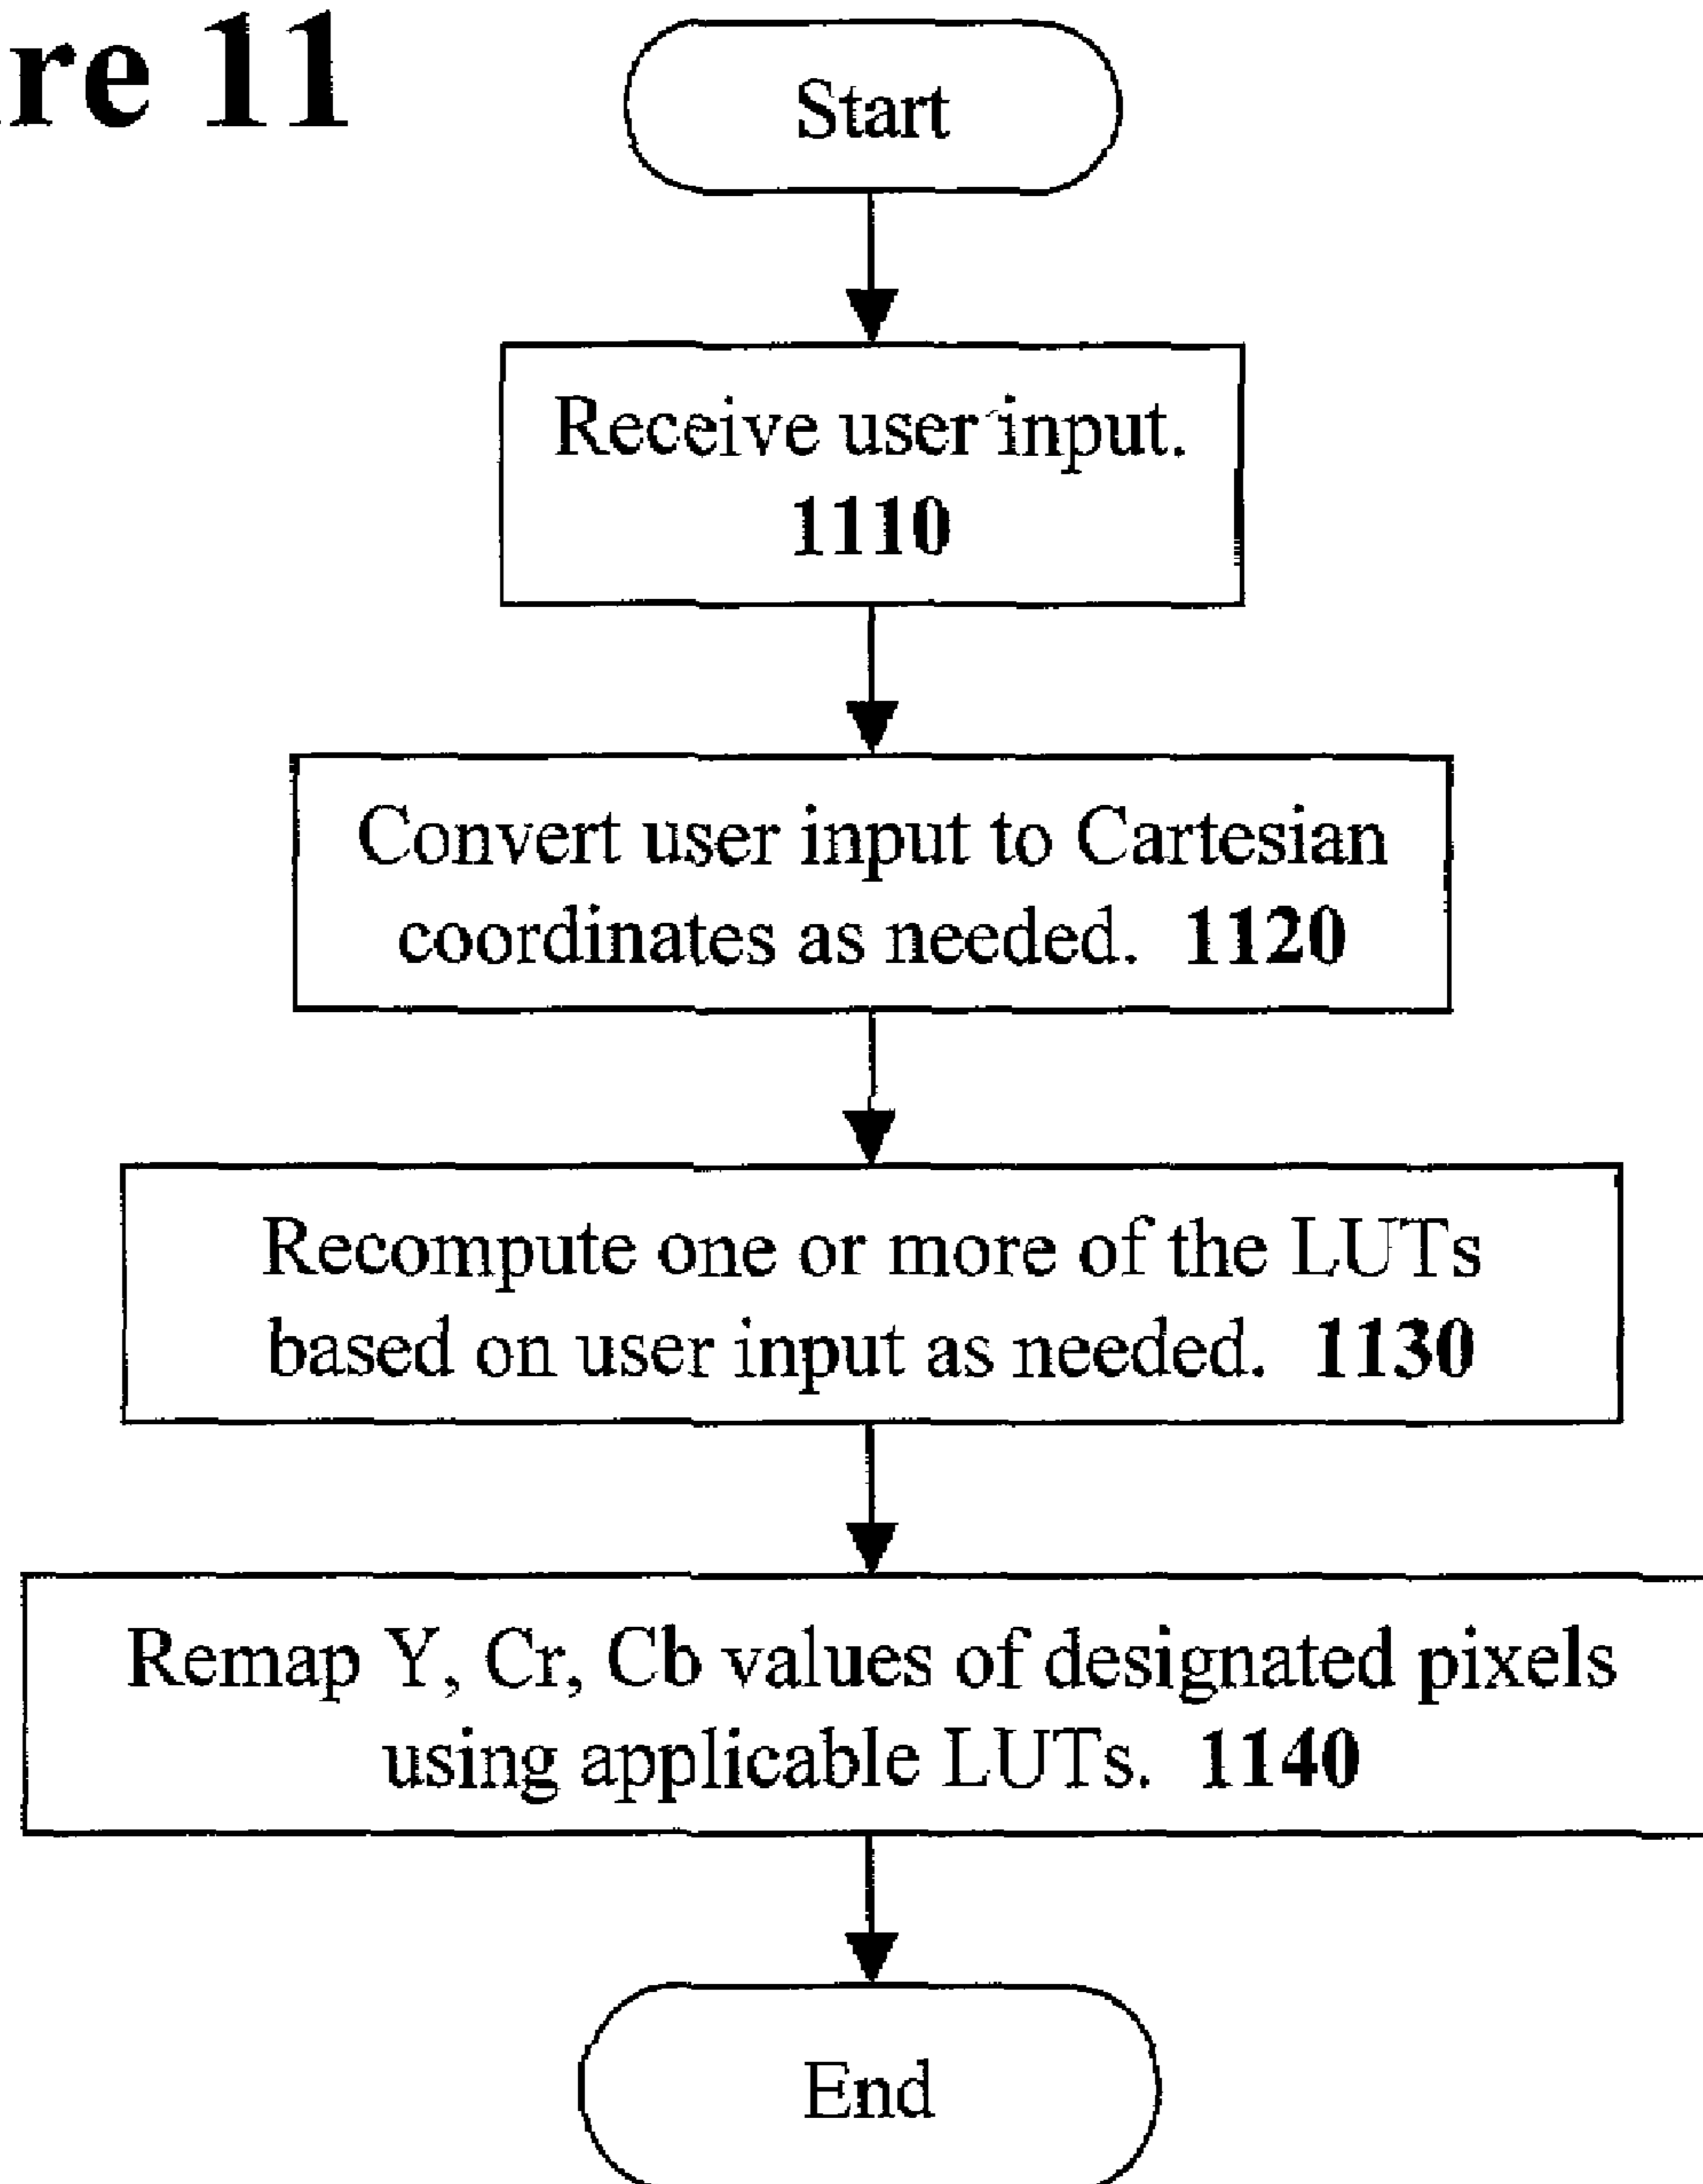 re 11
Start
Receive user input.
1110
Convert user input to Cartesian
coordinates as needed. 1120
Recompute one or more of the LUTs
based on user input as needed. 1130
Remap Y, Cr, Cb values of designated pixels
using applicable LUTs. 1140
End